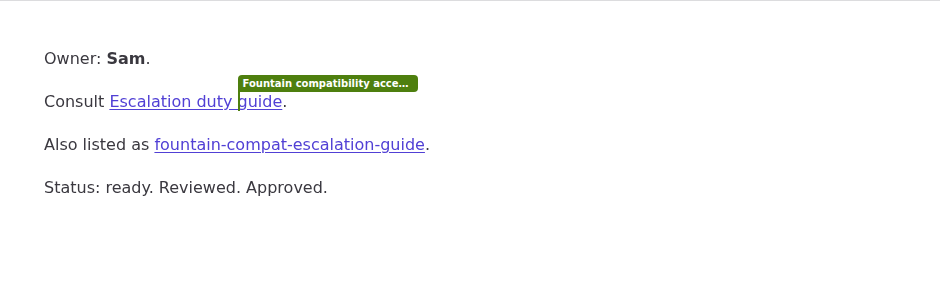 Owner: Sam.
Fountain compatibility acce...
Consult Escalation duty guide.
Also listed as fountain-compat-escalation-guide.
Status: ready. Reviewed. Approved.